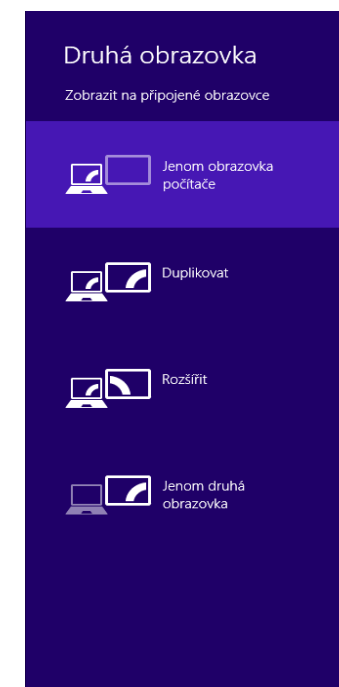 Druhá obrazovka
Zobrazit na připojené obrazovce
Jenom obrazovka
počítače
Duplikovat
Rozšířit
Jenom druhá
obrazovka